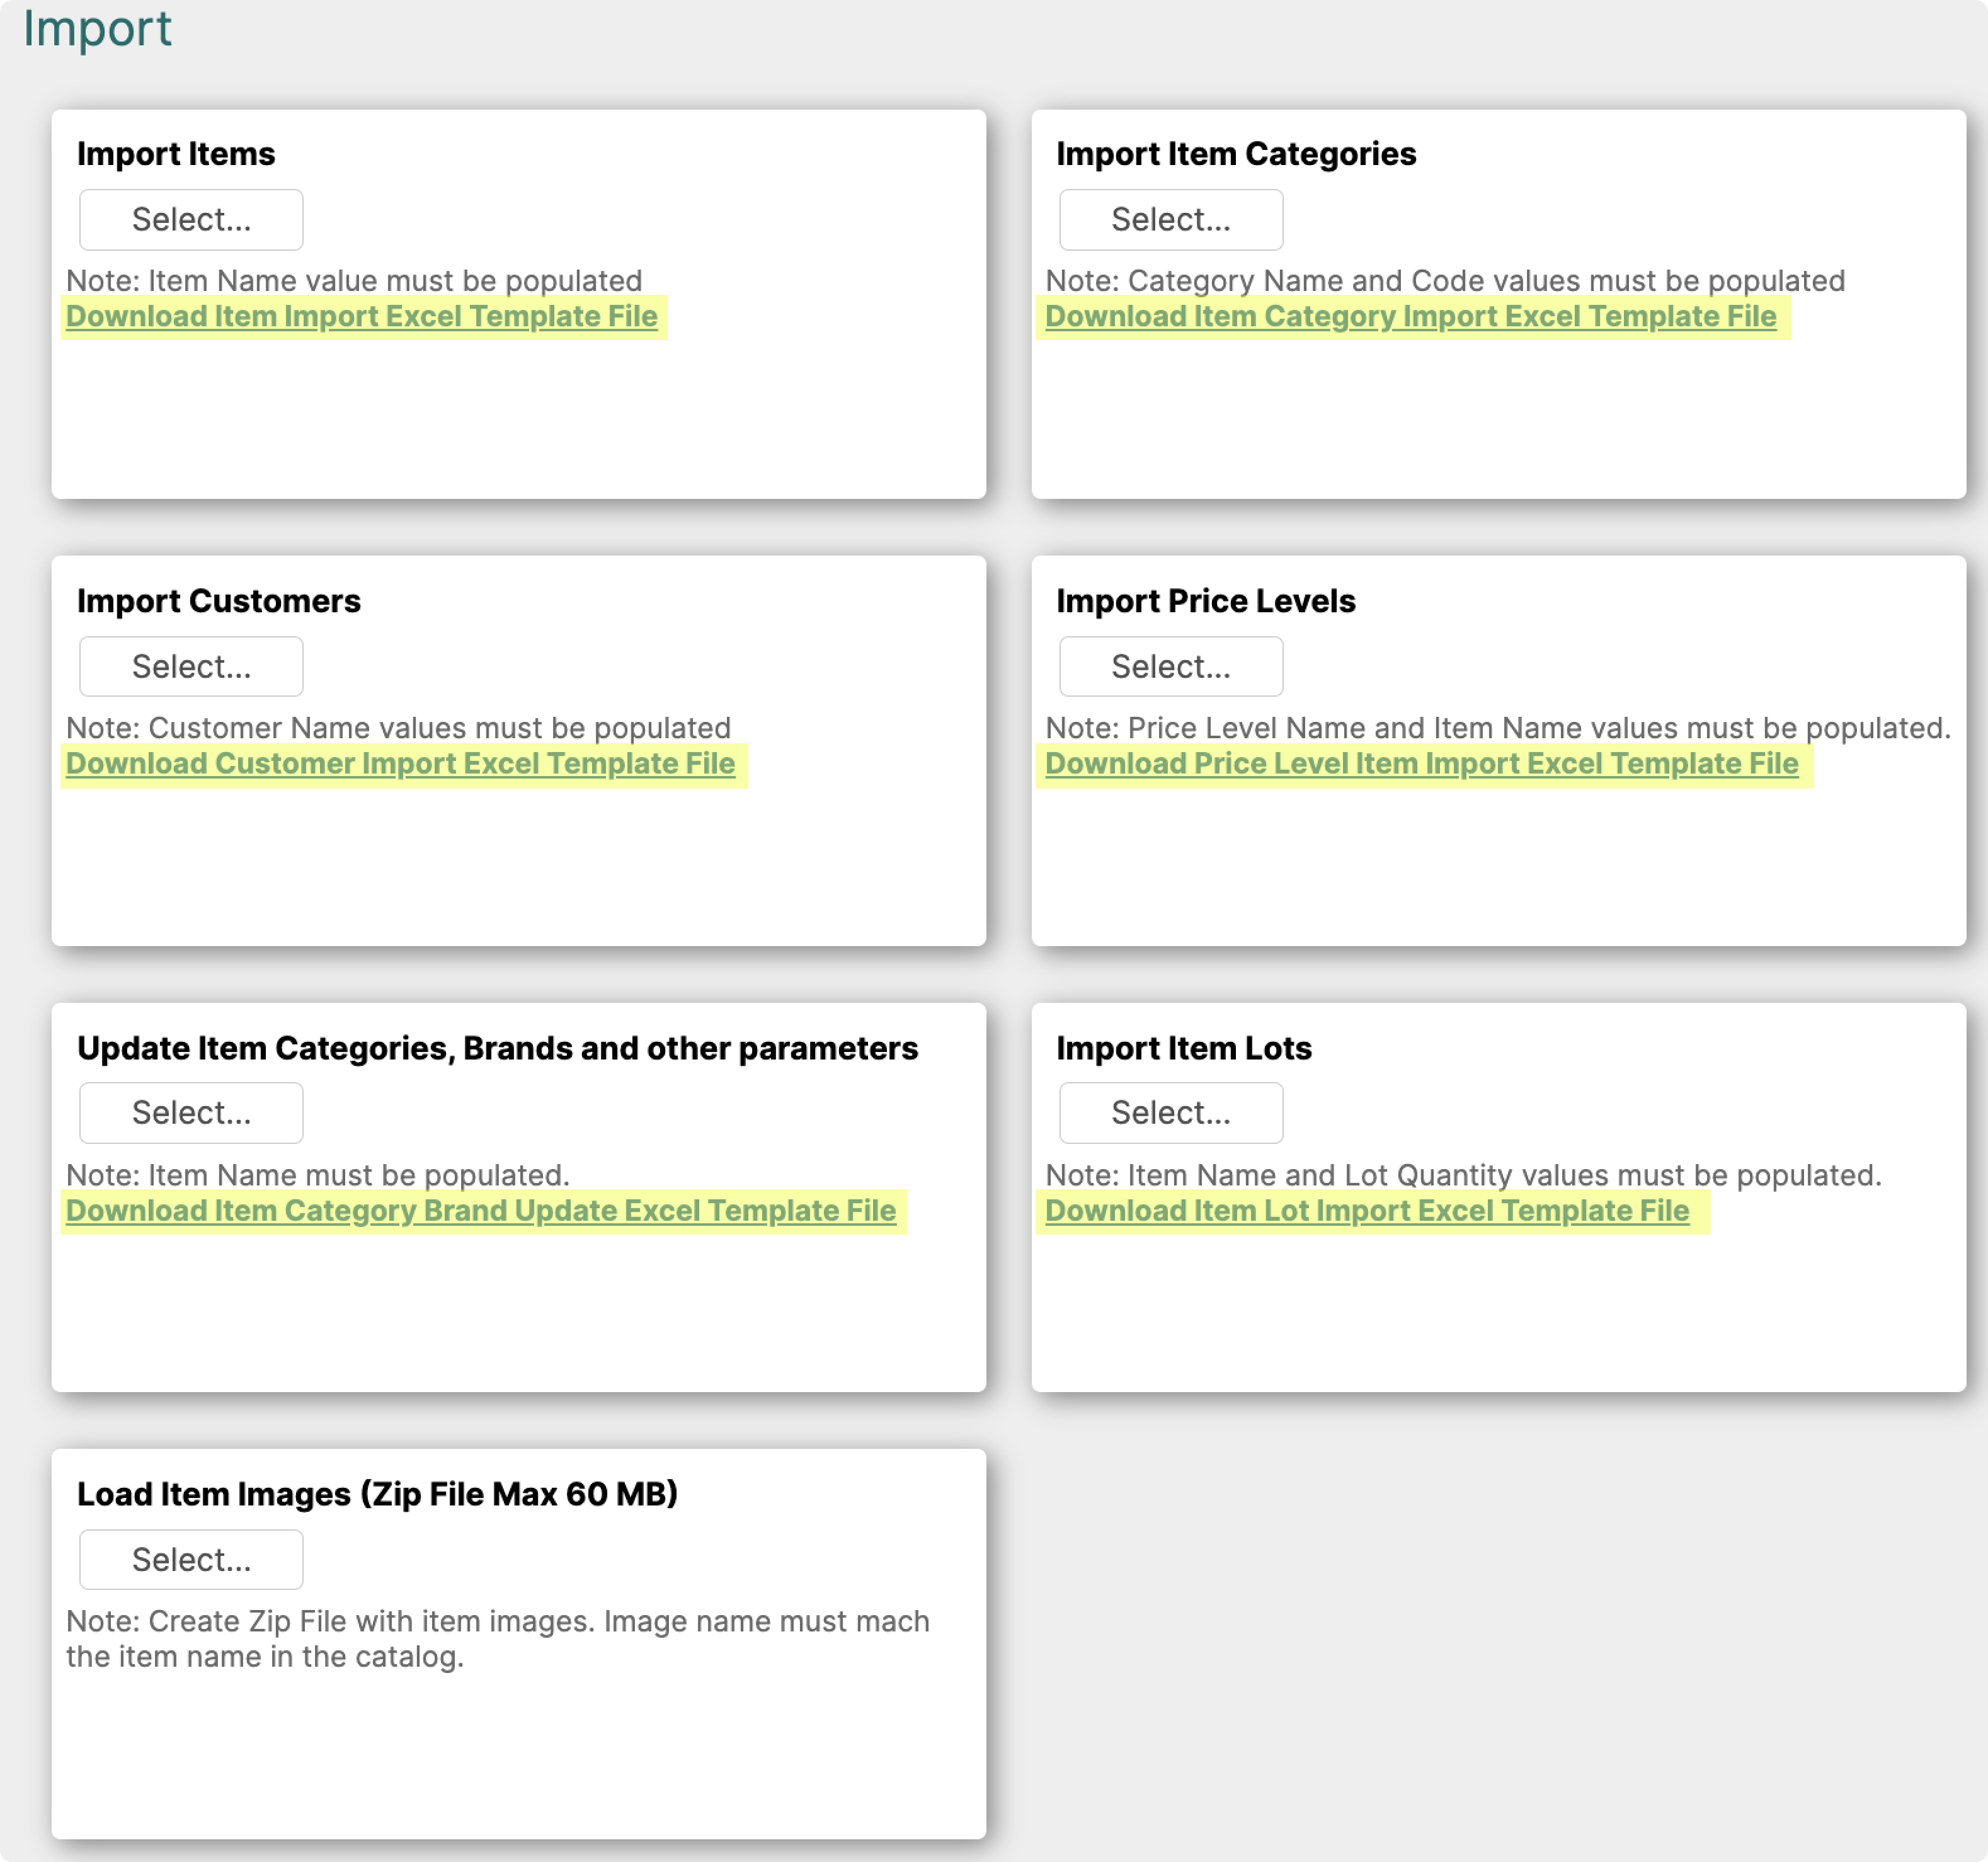 Import
Import Items
Select...
Note: Item Name value must be populated
Download Item Import Excel Template File
Import Item Categories
Select...
Note: Category Name and Code values must be populated
Download Item Category Import Excel Template File
Import Customers
Select...
Note: Customer Name values must be populated
Download Customer Import Excel Template File
Import Price Levels
Select...
Note: Price Level Name and Item Name values must be populated.
Download Price Level Item Import Excel Template File
Update Item Categories, Brands and other parameters
Select...
Note: Item Name must be populated.
Download Item Category Brand Update Excel Template File
Import Item Lots
Select...
Note: Item Name and Lot Quantity values must be populated.
Download Item Lot Import Excel Template File
Load Item Images (Zip File Max 60 MB)
Select...
Note: Create Zip File with item images. Image name must mach
the item name in the catalog.